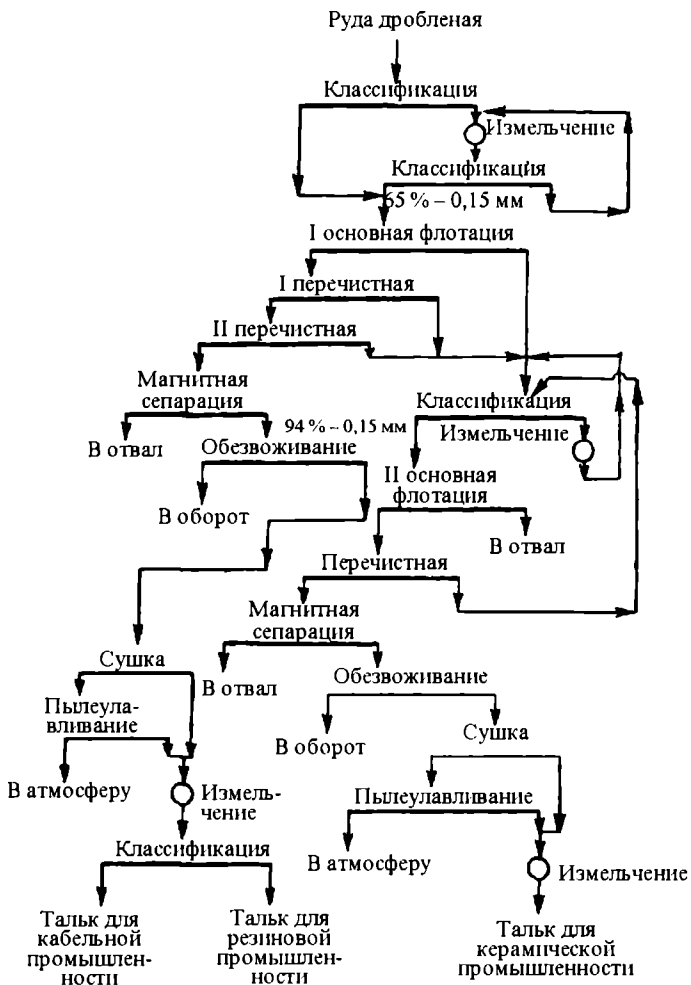 Руда дробленая
Классификация
Измельчение
Классификация
65 % – 0,15 мм
I основная флотация
I перечистная
II перечистная
Магнитная
сепарация
В отвал
94 % – 0,15 мм
Обезвоживание
В оборот
Классификация
Измельчение
II основная
флотация
В отвал
Перечистная
Магнитная
сепарация
В отвал
Обезвоживание
В оборот
Сушка
Сушка
Пылеула-
вливание
В атмосферу
Измель-
чение
Классификация
Тальк для
кабельной
промышлен-
ности
Тальк для
резиновой
промышлен-
ности
Пылеулавливание
В атмосферу
Измельчение
Тальк для
керамической
промышленности